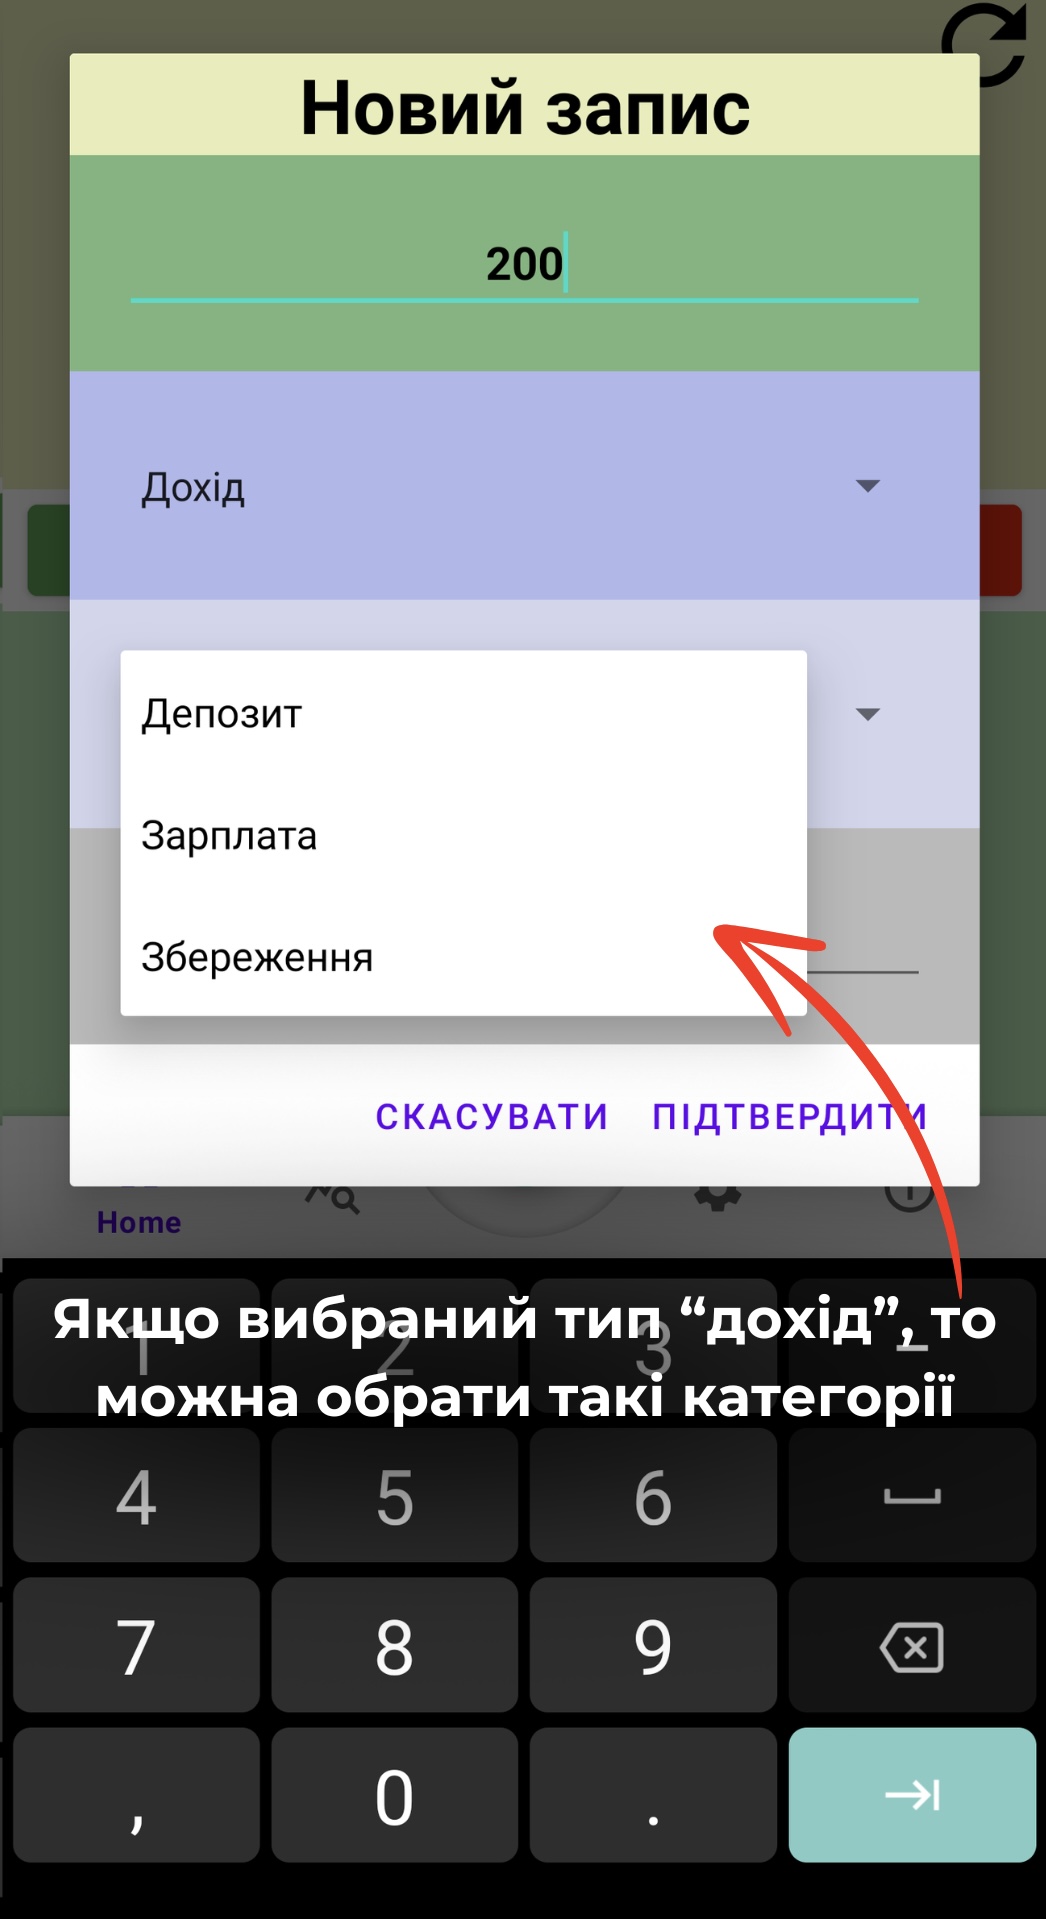 Новий запис
200
Дохід
Депозит
Зарплата
Збереження
СКАСУВАТИ ПІДТВЕРДИТИ
Home
Якщо вибраний тип “дохід”, то
можна обрати такі категорії
1 2 3 –
4 5 6
7 8 9
, 0 .